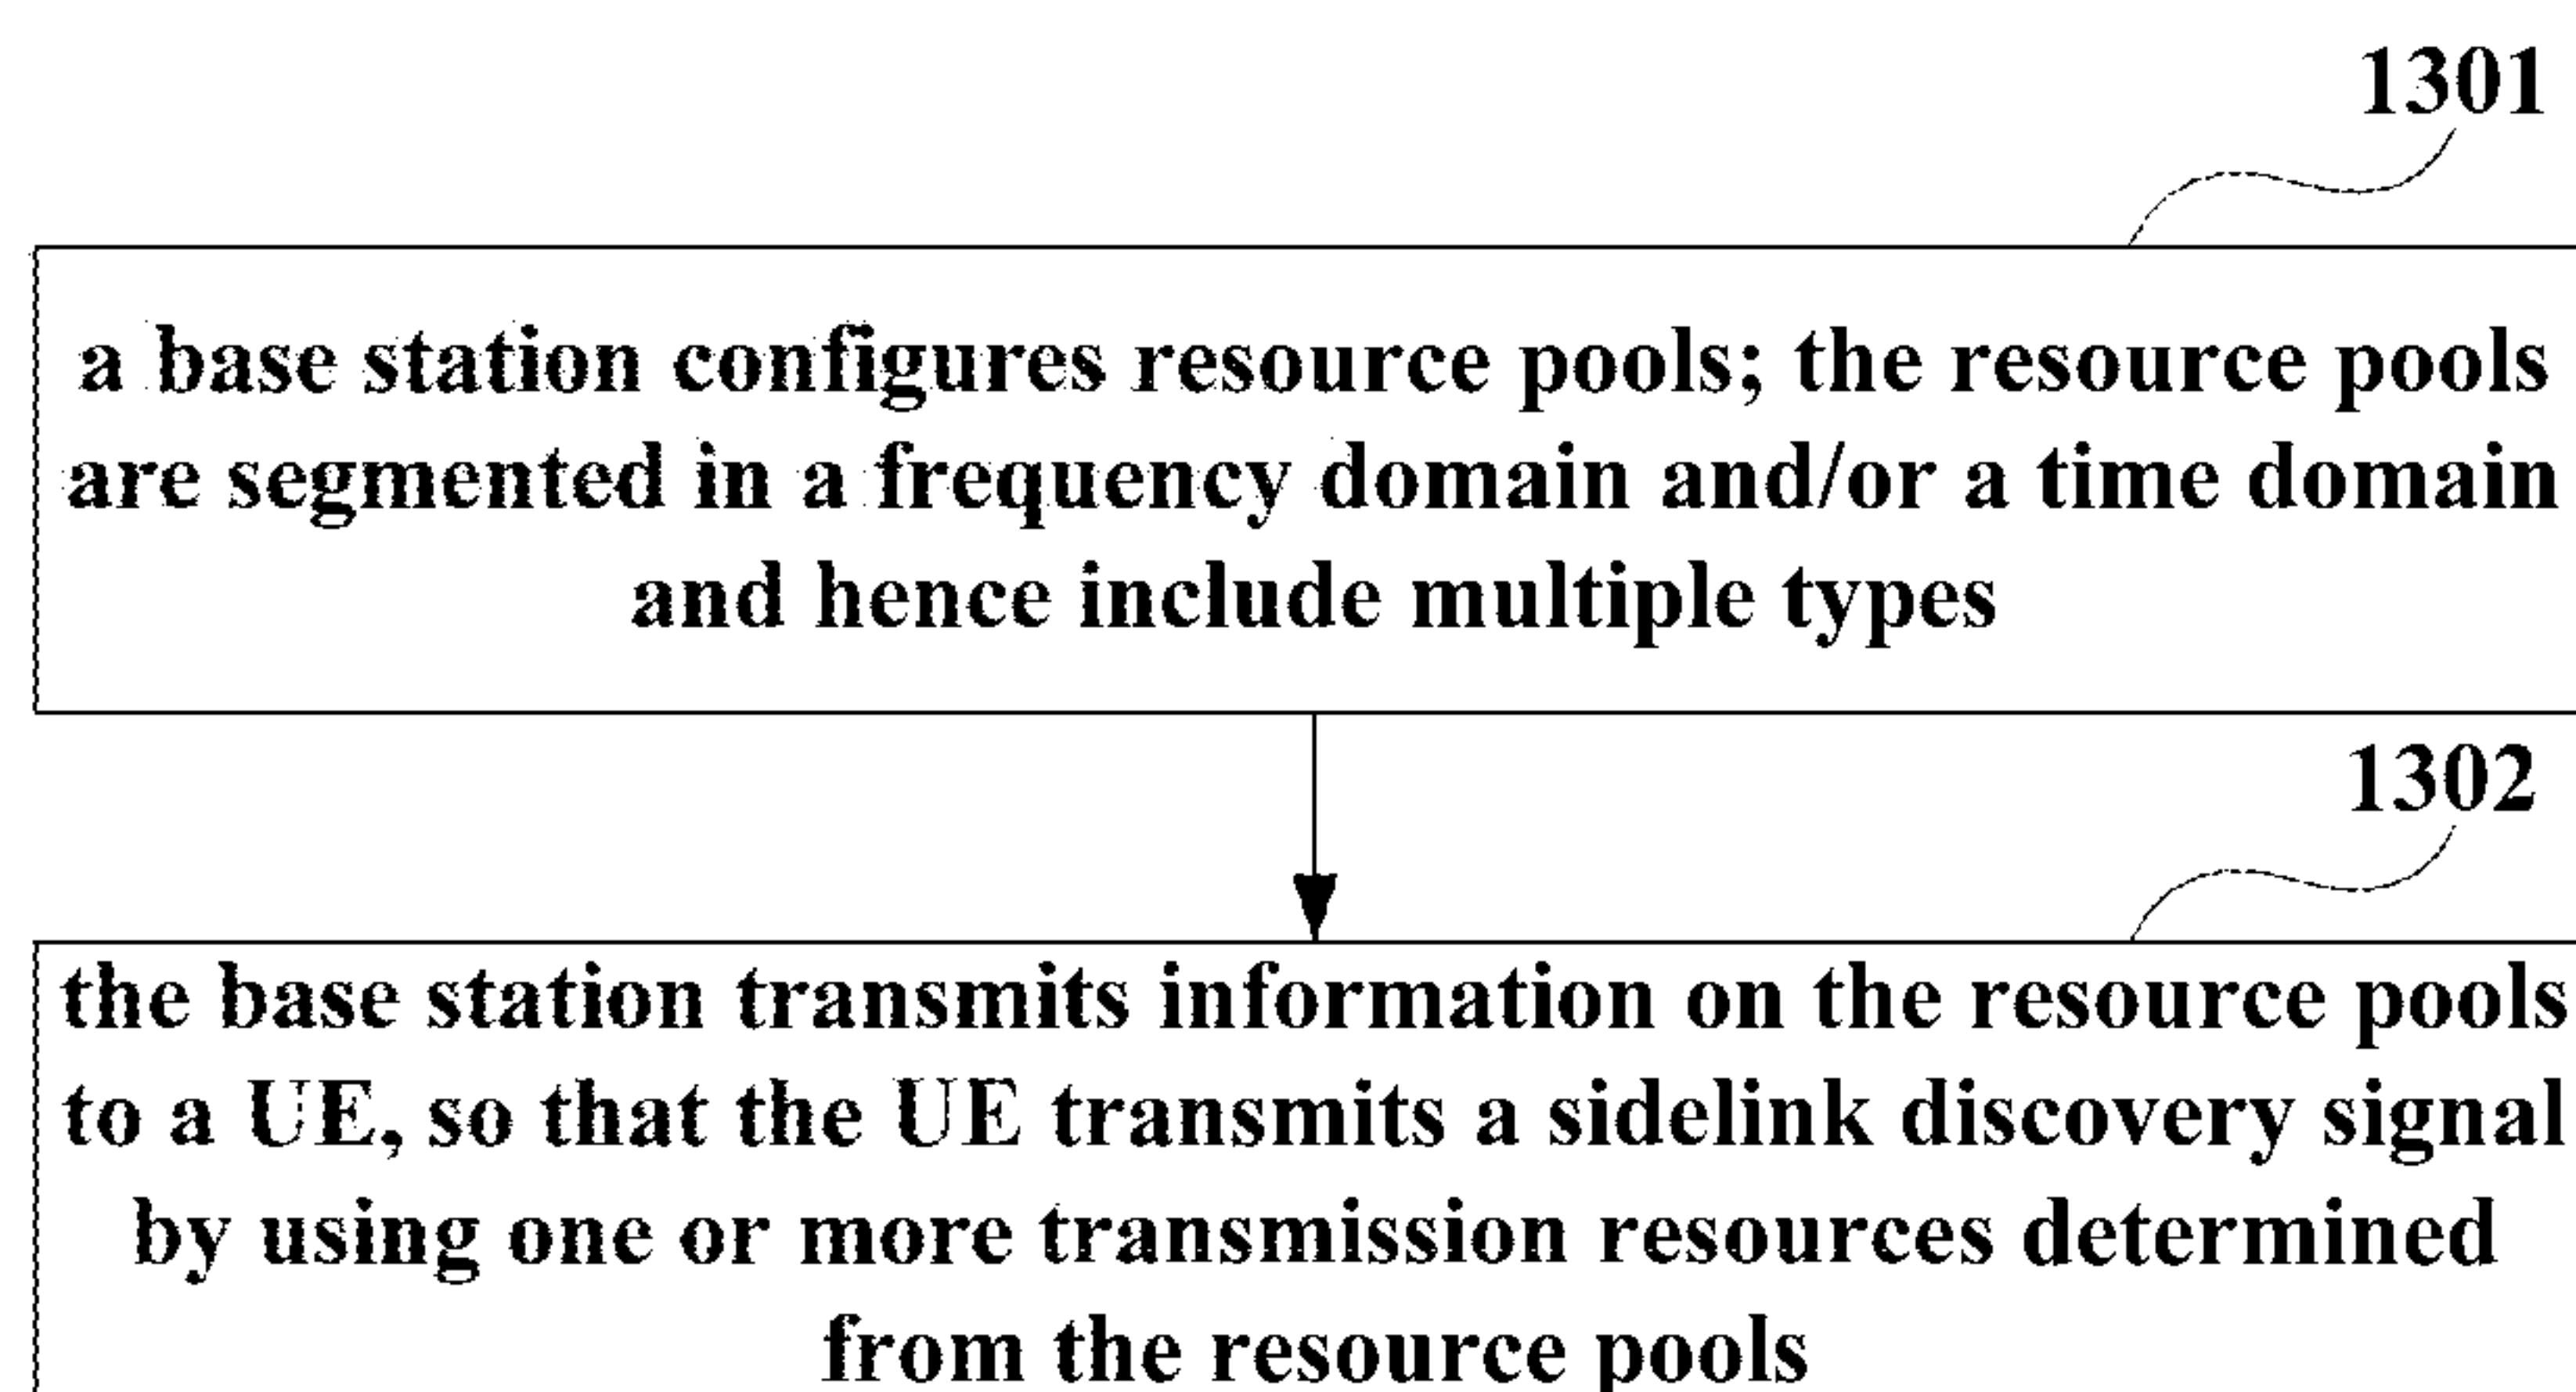 1301
a base station configures resource pools; the resource pools
are segmented in a frequency domain and/or a time domain
and hence include multiple types
1302
the base station transmits information on the resource pools
to a UE, so that the UE transmits a sidelink discovery signal
by using one or more transmission resources determined
from the resource pools